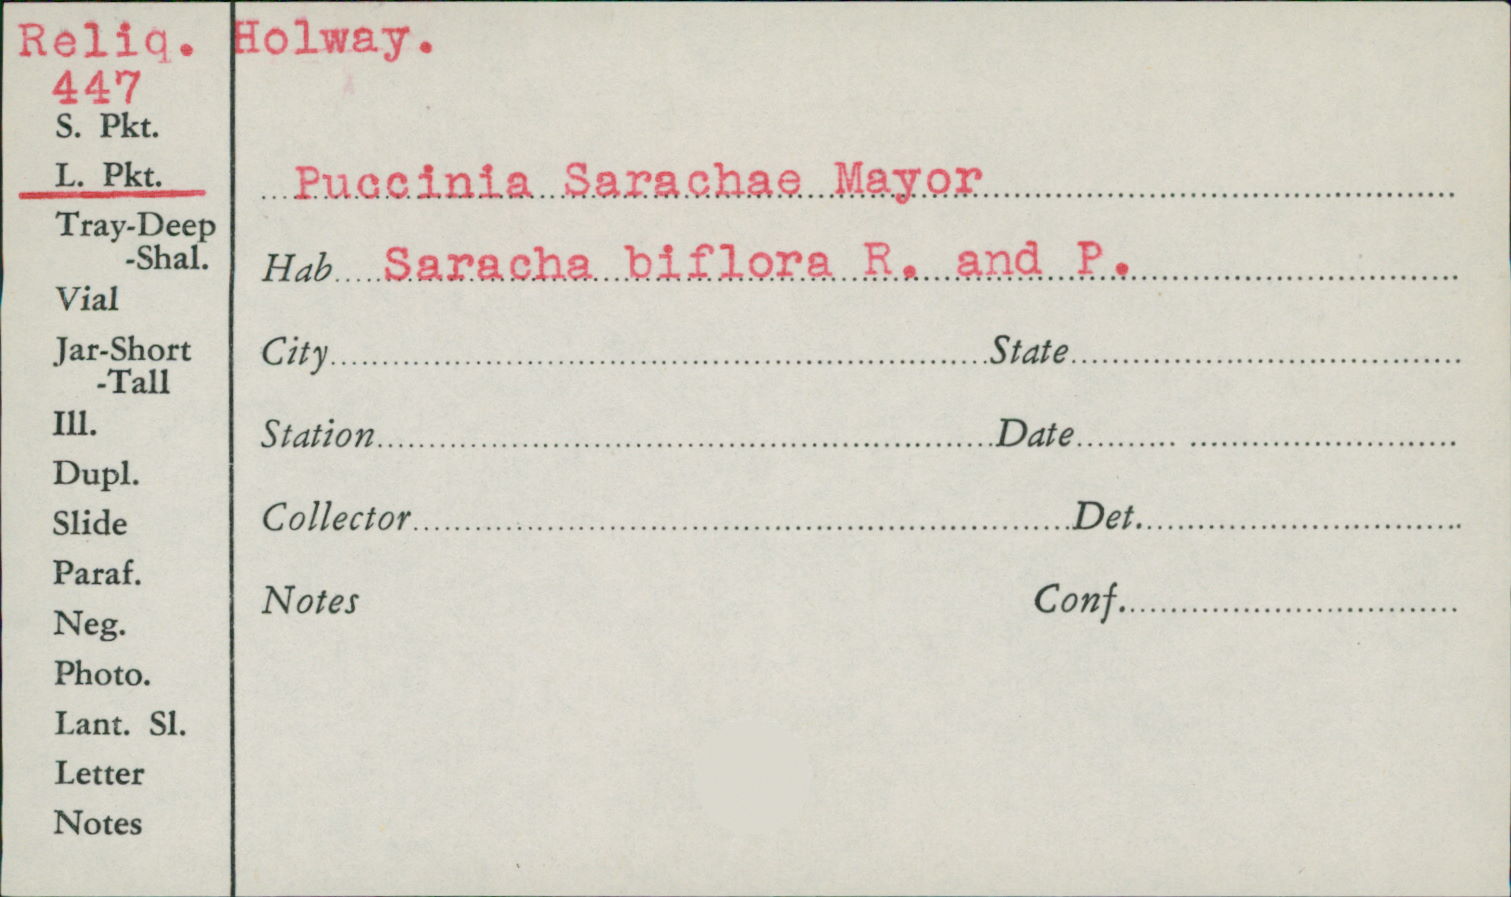 Reliq. Holway.
447
S. Pkt.
L. Pkt.
Puccinia Sarachae Mayor
Tray-Deep
-Shal.
Hab. Saracha biflora R. and P.
Vial
Jar-Short
-Tall
City State
Ill.
Station Date
Dupl.
Slide
Collector Det.
Paraf.
Neg.
Notes Conf.
Photo.
Lant. Sl.
Letter
Notes